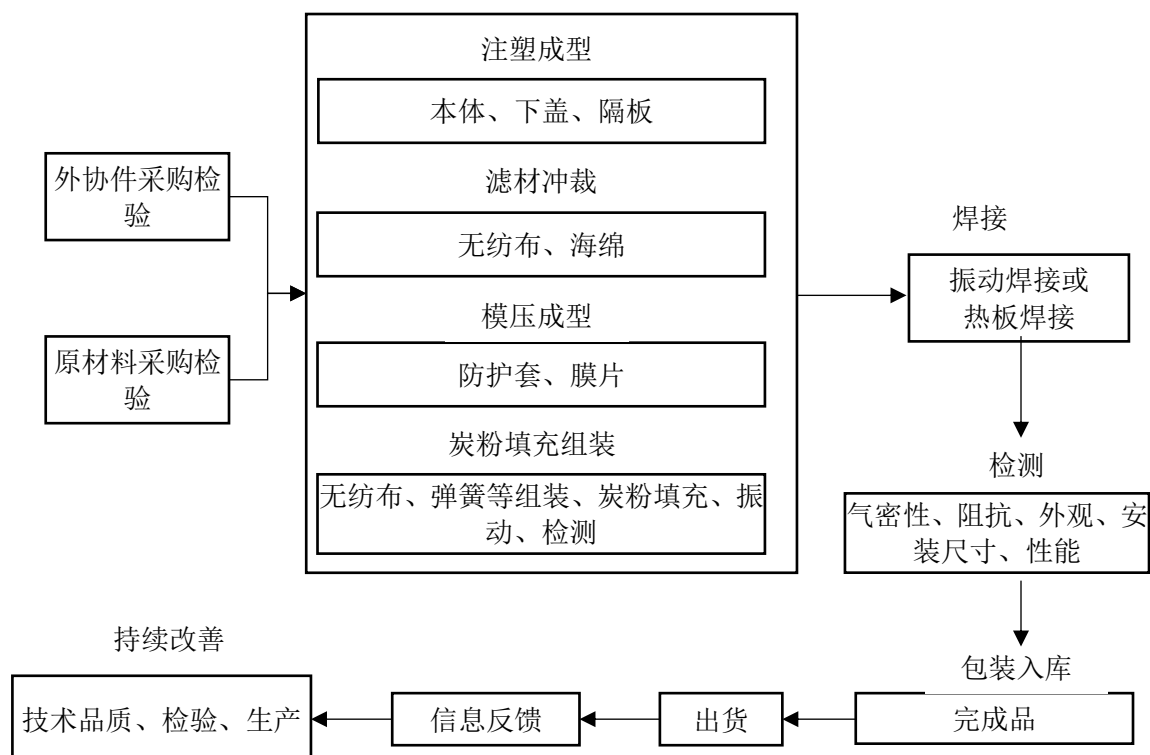 外协件采购检
验
原材料采购检
验
注塑成型
本体、下盖、隔板
滤材冲裁
无纺布、海绵
模压成型
防护套、膜片
炭粉填充组装
无纺布、弹簧等组装、炭粉填充、振
动、检测
焊接
振动焊接或
热板焊接
检测
气密性、阻抗、外观、安
装尺寸、性能
包装入库
完成品
出货
信息反馈
持续改善
技术品质、检验、生产